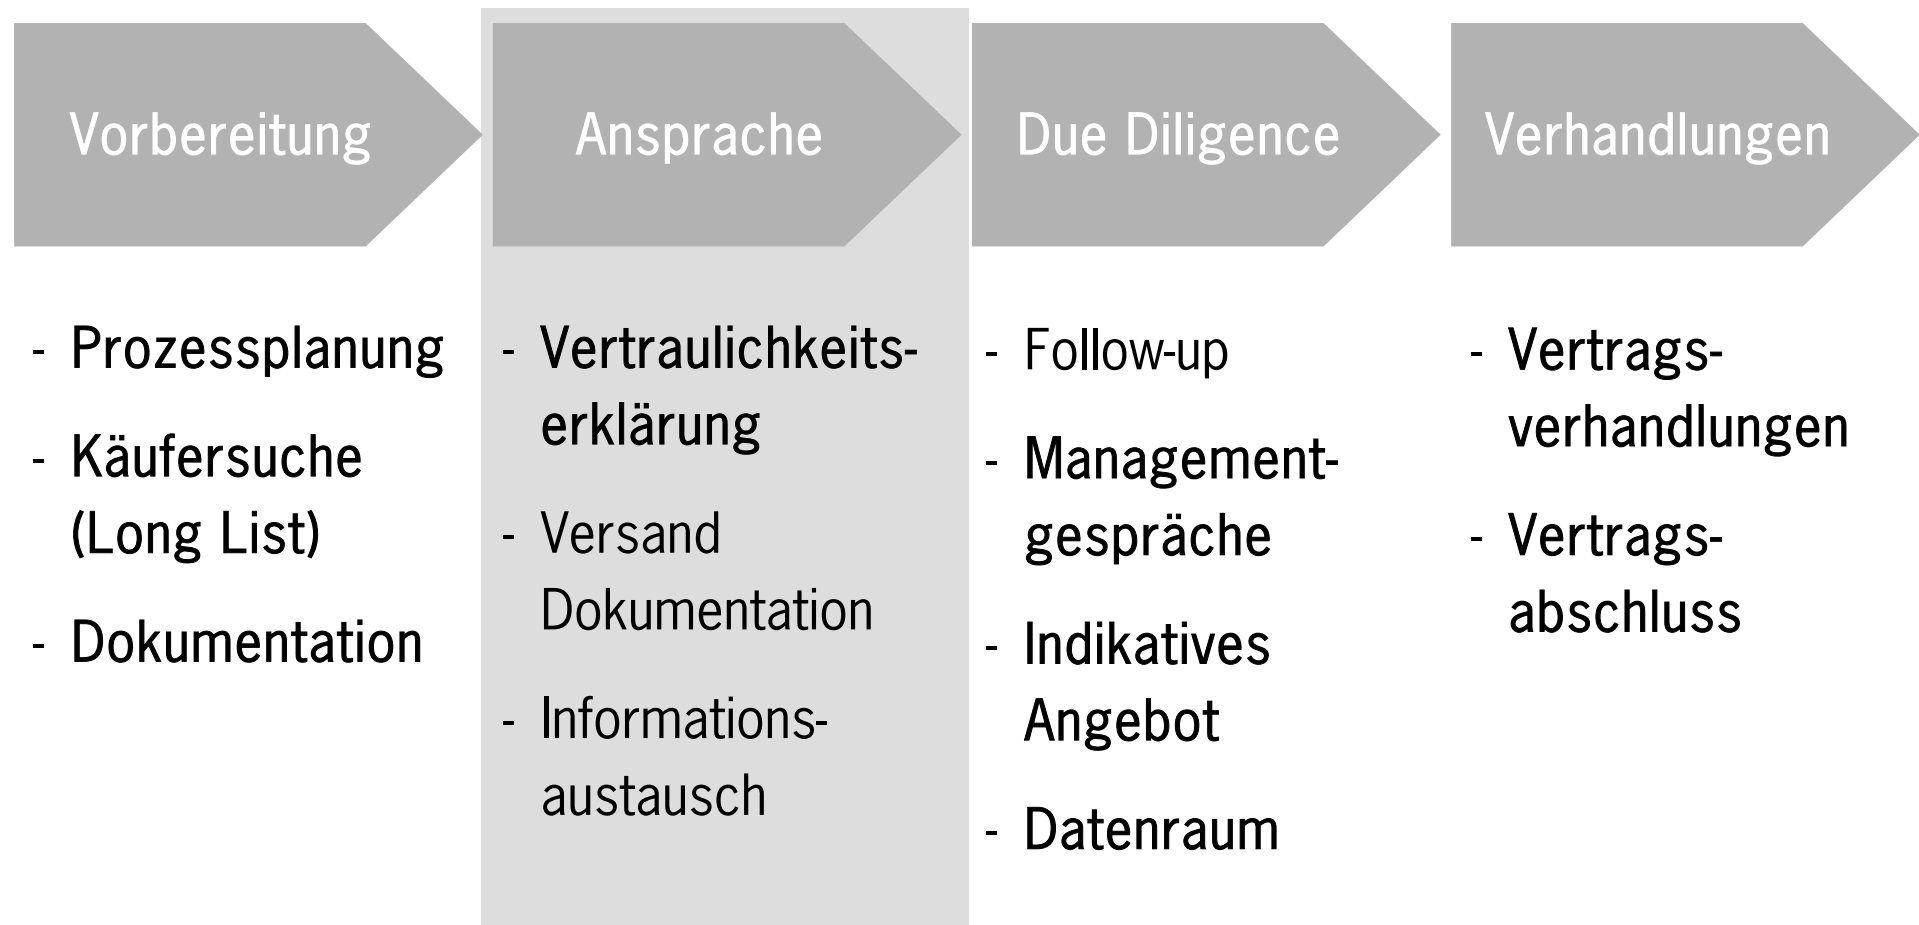 Vorbereitung
Ansprache
Due Diligence
Verhandlungen
- Prozessplanung
- Käufersuche
(Long List)
- Dokumentation
- Vertraulichkeits-
erklärung
- Versand
Dokumentation
- Informations-
austausch
- Follow-up
- Management-
gespräche
- Indikatives
Angebot
- Datenraum
- Vertrags-
verhandlungen
- Vertrags-
abschluss